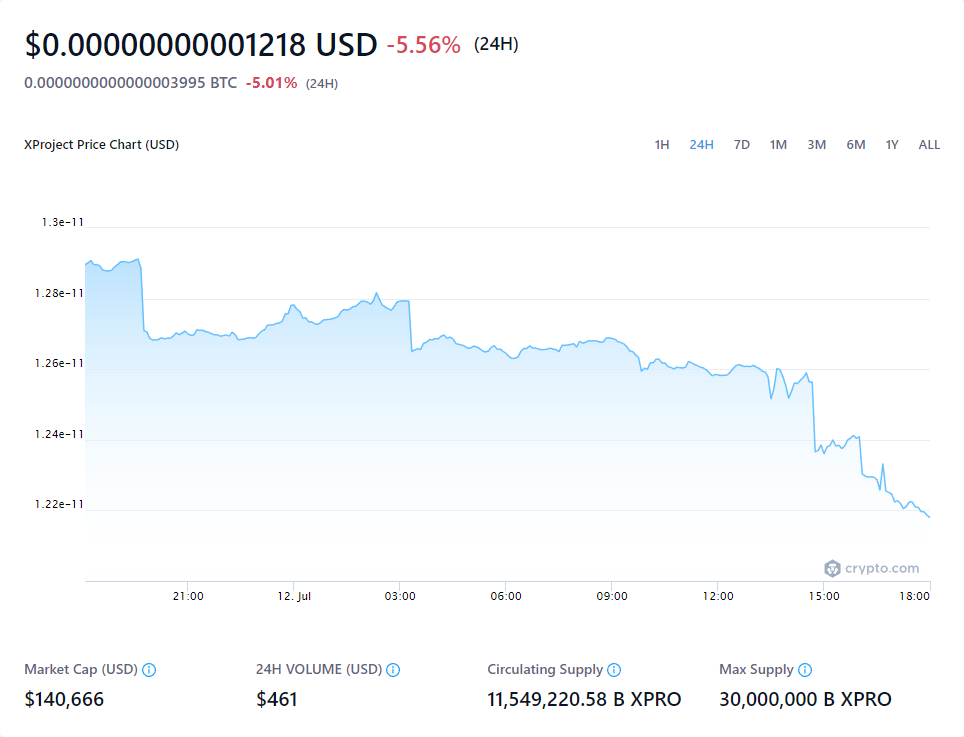 $0.00000000001218 USD -5.56% (24H)
0.0000000000000003995 BTC -5.01% (24H)
XProject Price Chart (USD) 1H 24H 7D 1M 3M 6M 1Y ALL
1.3e-11
1.28e-11
1.26e-11
1.24e-11
1.22e-11
crypto.com
21:00 12. Jul 03:00 06:00 09:00 12:00 15:00 18:00
Market Cap (USD) 24H VOLUME (USD) Circulating Supply Max Supply
$140,666 $461 11,549,220.58 B XPRO 30,000,000 B XPRO